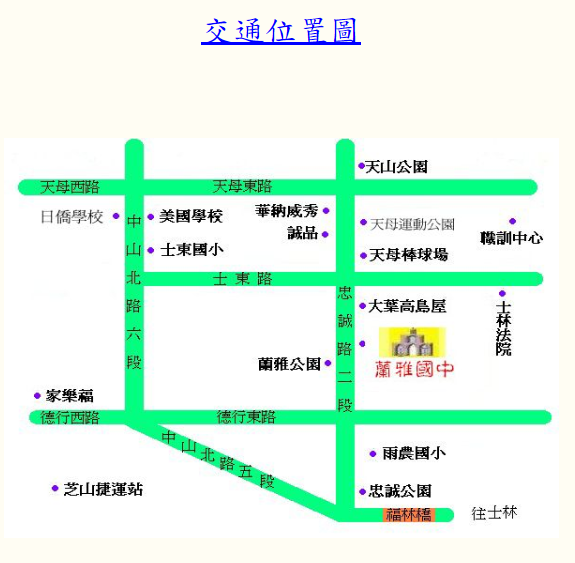 交通位置圖
天山公園
天母西路
天母東路
日僑學校
美國學校
華納威秀
誠品
天母運動公園
職訓中心
中山北路六段
士東國小
天母棒球場
士東路
忠誠路二段
大葉高島屋
士林法院
蘭雅公園
蘭雅國中
家樂福
德行西路
德行東路
中山北路五段
雨農國小
芝山捷運站
忠誠公園
福林橋
往士林